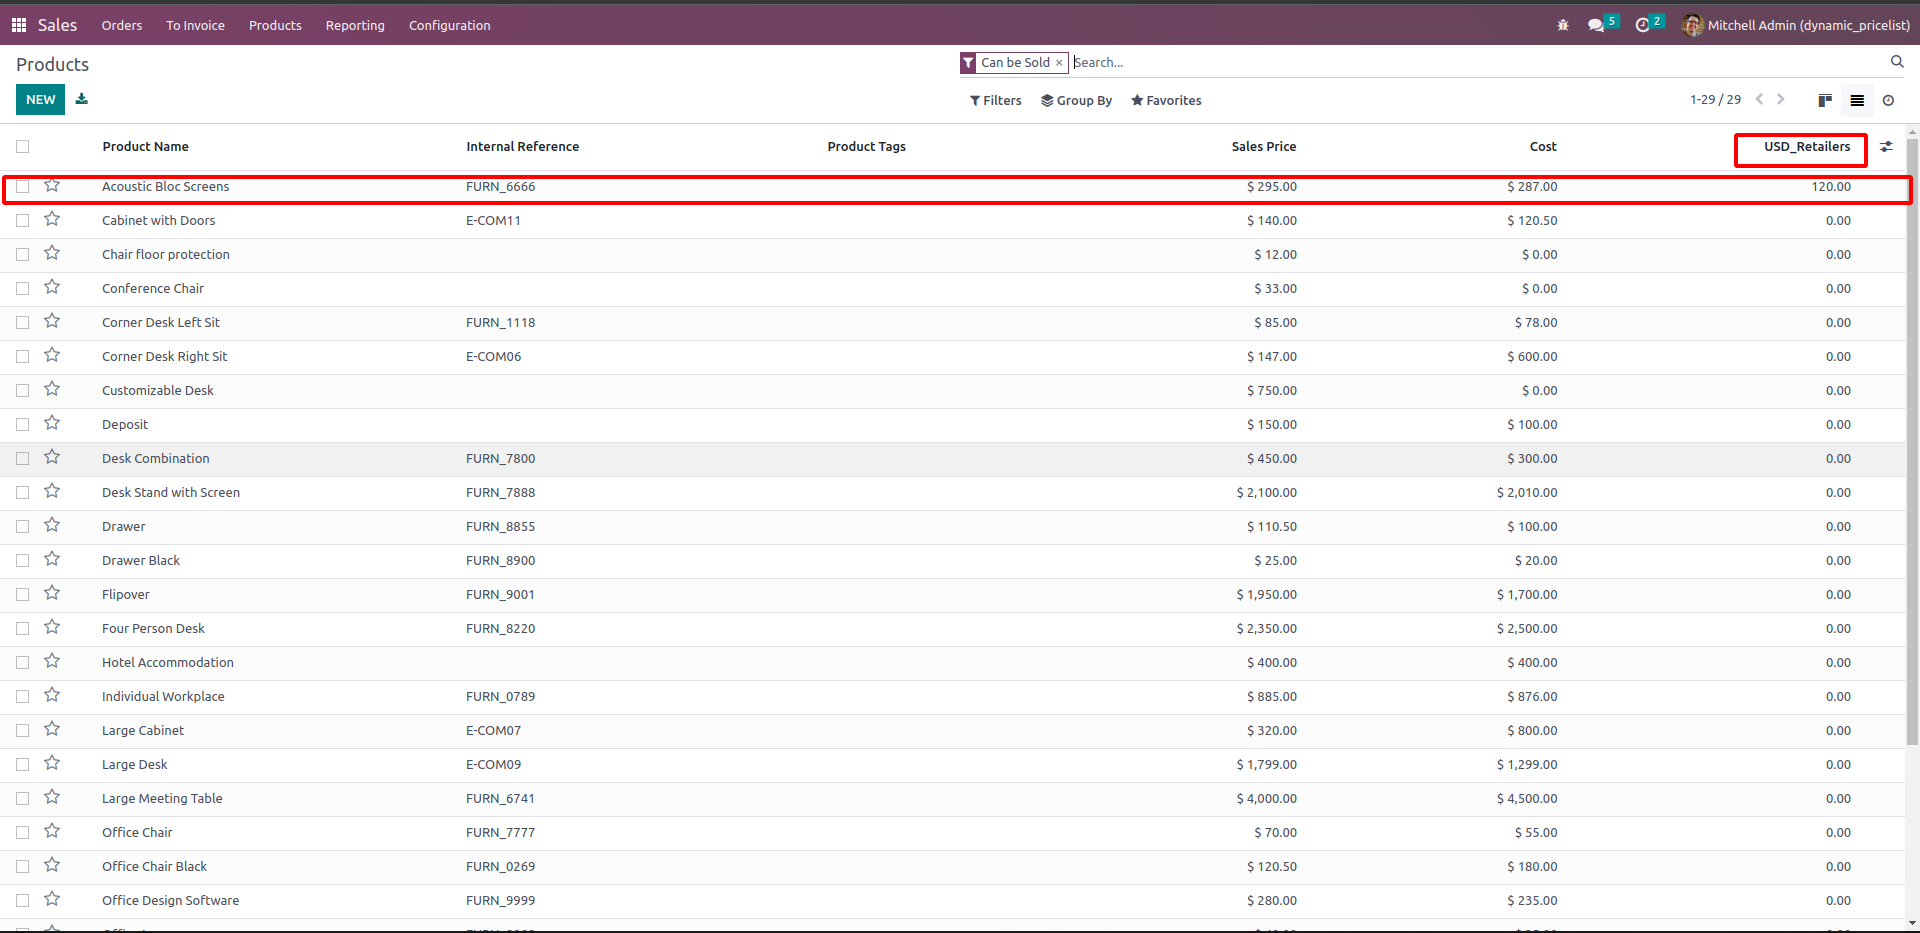 Sales Orders To Invoice Products Reporting Configuration 5 2 Mitchell Admin (dynamic_pricelist)
Products Can be Sold × Search...
NEW Filters Group By Favorites 1-29 / 29
Product Name Internal Reference Product Tags Sales Price Cost USD_Retailers
Acoustic Bloc Screens FURN_6666 $ 295.00 $ 287.00 120.00
Cabinet with Doors E-COM11 $ 140.00 $ 120.50 0.00
Chair floor protection $ 12.00 $ 0.00 0.00
Conference Chair $ 33.00 $ 0.00 0.00
Corner Desk Left Sit FURN_1118 $ 85.00 $ 78.00 0.00
Corner Desk Right Sit E-COM06 $ 147.00 $ 600.00 0.00
Customizable Desk $ 750.00 $ 0.00 0.00
Deposit $ 150.00 $ 100.00 0.00
Desk Combination FURN_7800 $ 450.00 $ 300.00 0.00
Desk Stand with Screen FURN_7888 $ 2,100.00 $ 2,010.00 0.00
Drawer FURN_8855 $ 110.50 $ 100.00 0.00
Drawer Black FURN_8900 $ 25.00 $ 20.00 0.00
Flipover FURN_9001 $ 1,950.00 $ 1,700.00 0.00
Four Person Desk FURN_8220 $ 2,350.00 $ 2,500.00 0.00
Hotel Accommodation $ 400.00 $ 400.00 0.00
Individual Workplace FURN_0789 $ 885.00 $ 876.00 0.00
Large Cabinet E-COM07 $ 320.00 $ 800.00 0.00
Large Desk E-COM09 $ 1,799.00 $ 1,299.00 0.00
Large Meeting Table FURN_6741 $ 4,000.00 $ 4,500.00 0.00
Office Chair FURN_7777 $ 70.00 $ 55.00 0.00
Office Chair Black FURN_0269 $ 120.50 $ 180.00 0.00
Office Design Software FURN_9999 $ 280.00 $ 235.00 0.00